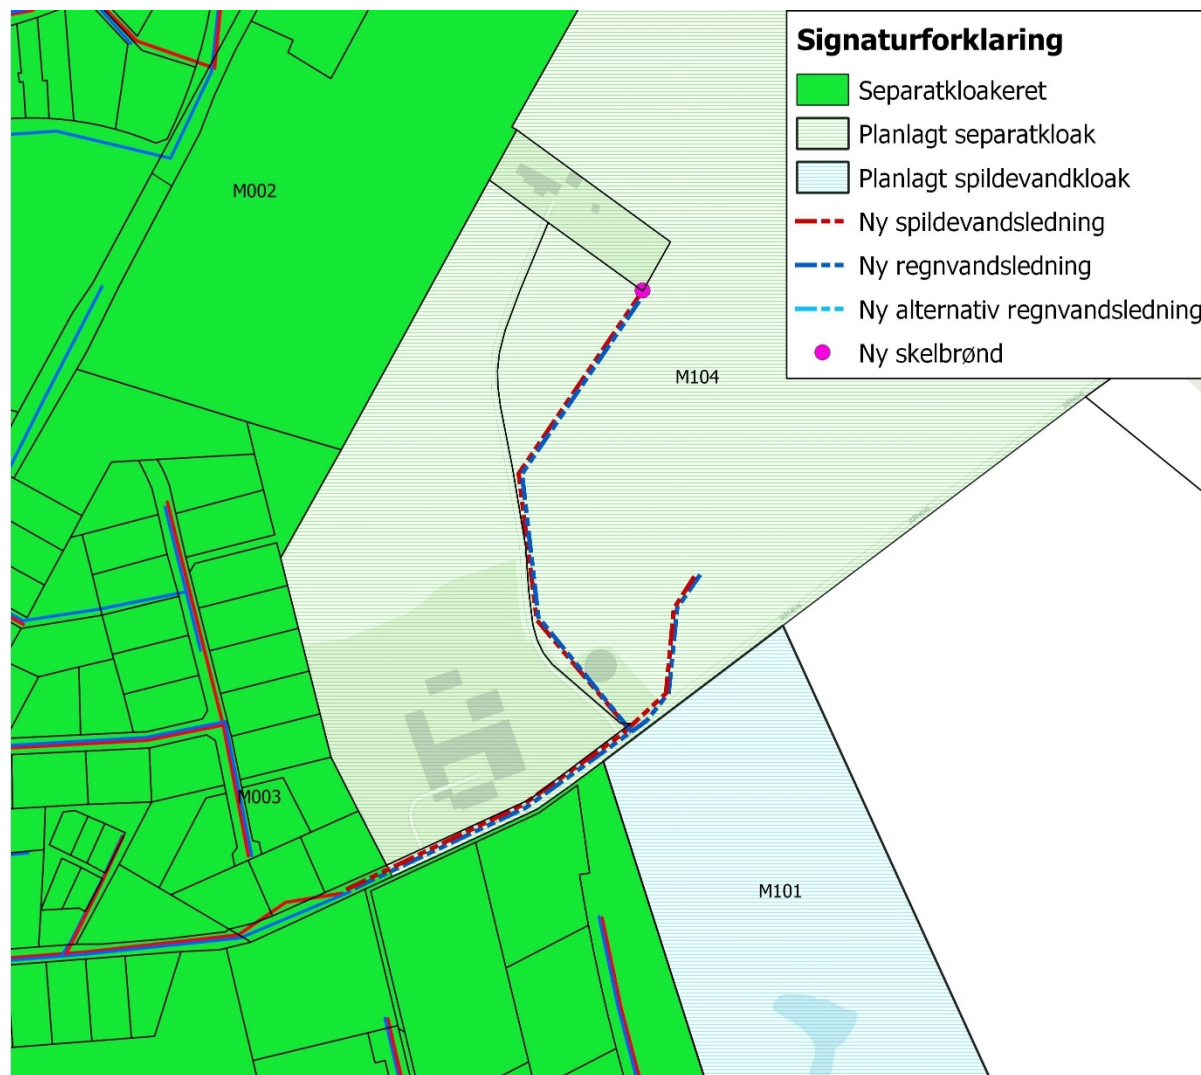 Signaturforklaring
Separatkloakeret
Planlagt separatkloak
Planlagt spildevandkloak
Ny spildevandsledning
Ny regnvandsledning
Ny alternativ regnvandsledning
Ny skelbrønd
M002
M104
M003
M101